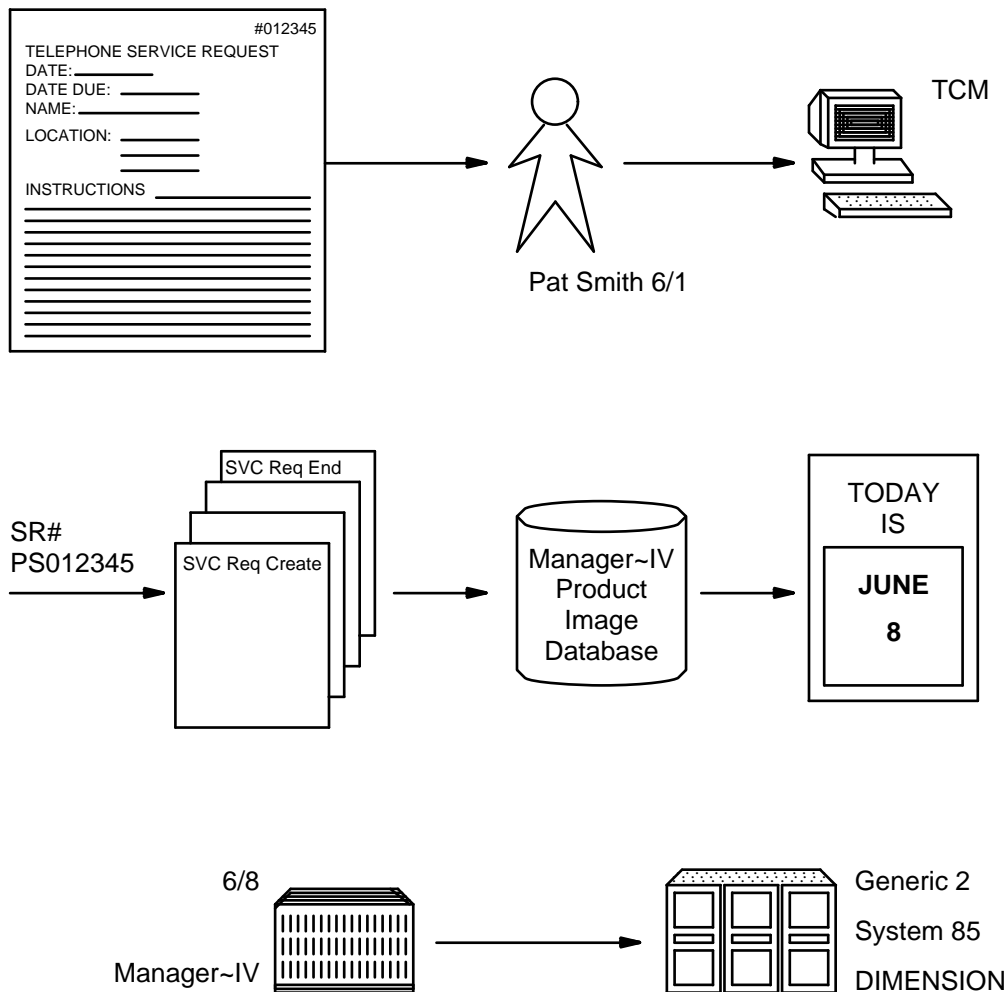 #012345
TELEPHONE SERVICE REQUEST
DATE:
DATE DUE:
NAME:
LOCATION:
INSTRUCTIONS
TCM
Pat Smith 6/1
SR#
PS012345
SVC Req End
SVC Req Create
Manager~IV
Product
Image
Database
TODAY
IS
JUNE
8
6/8
Manager~IV
Generic 2
System 85
DIMENSION